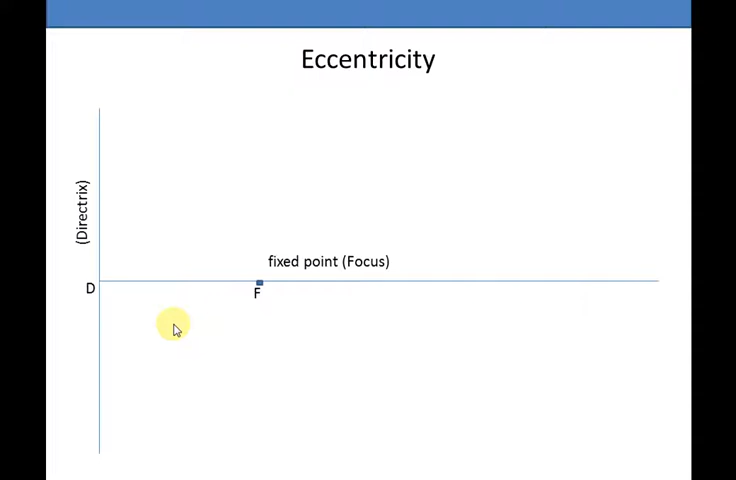 Eccentricity
(Directrix)
fixed point (Focus)
D
F